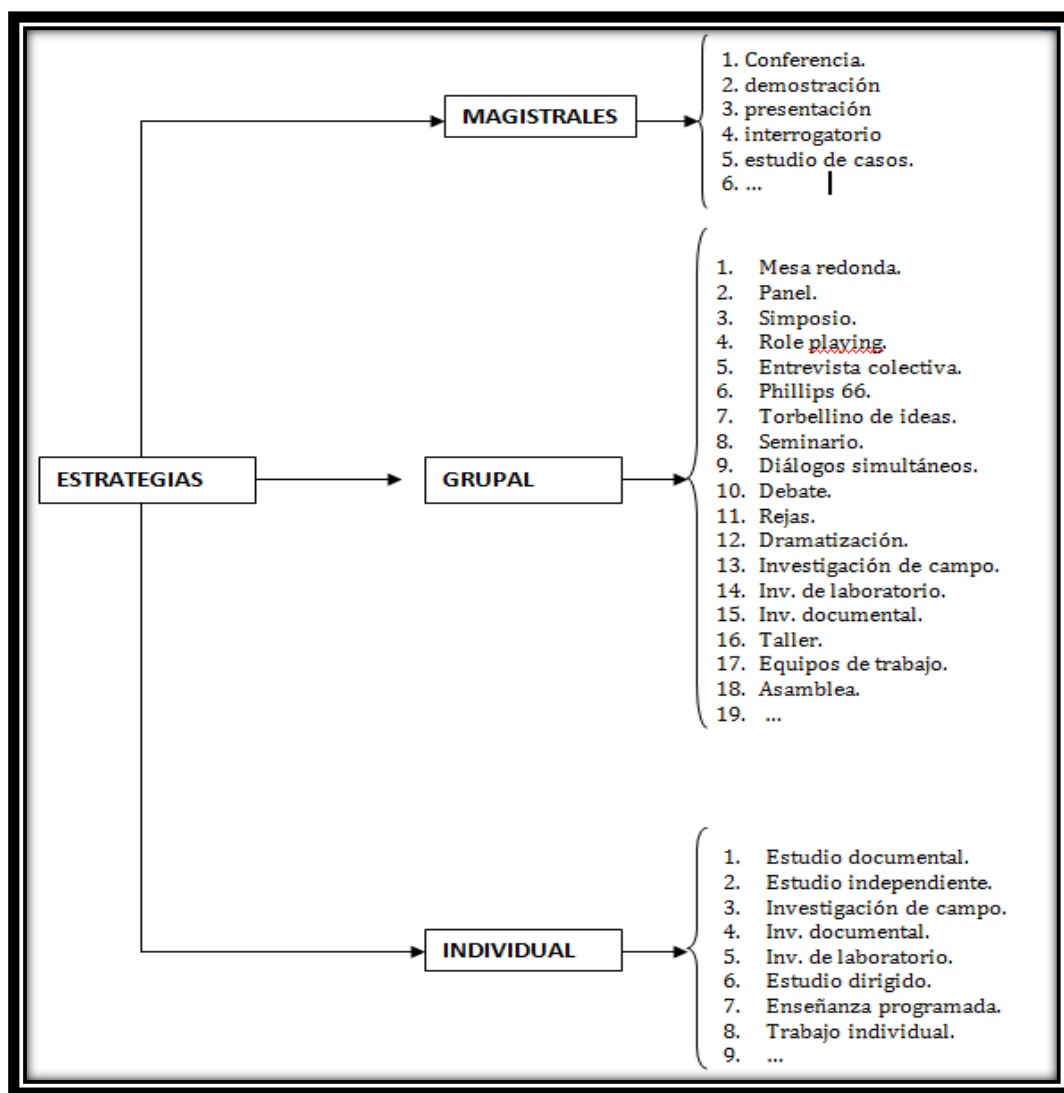 MAGISTRALES
1. Conferencia.
2. demostración
3. presentación
4. interrogatorio
5. estudio de casos.
6. ...
ESTRATEGIAS
GRUPAL
1. Mesa redonda.
2. Panel.
3. Simposio.
4. Role playing.
5. Entrevista colectiva.
6. Phillips 66.
7. Torbellino de ideas.
8. Seminario.
9. Diálogos simultáneos.
10. Debate.
11. Rejas.
12. Dramatización.
13. Investigación de campo.
14. Inv. de laboratorio.
15. Inv. documental.
16. Taller.
17. Equipos de trabajo.
18. Asamblea.
19. ...
INDIVIDUAL
1. Estudio documental.
2. Estudio independiente.
3. Investigación de campo.
4. Inv. documental.
5. Inv. de laboratorio.
6. Estudio dirigido.
7. Enseñanza programada.
8. Trabajo individual.
9. ...